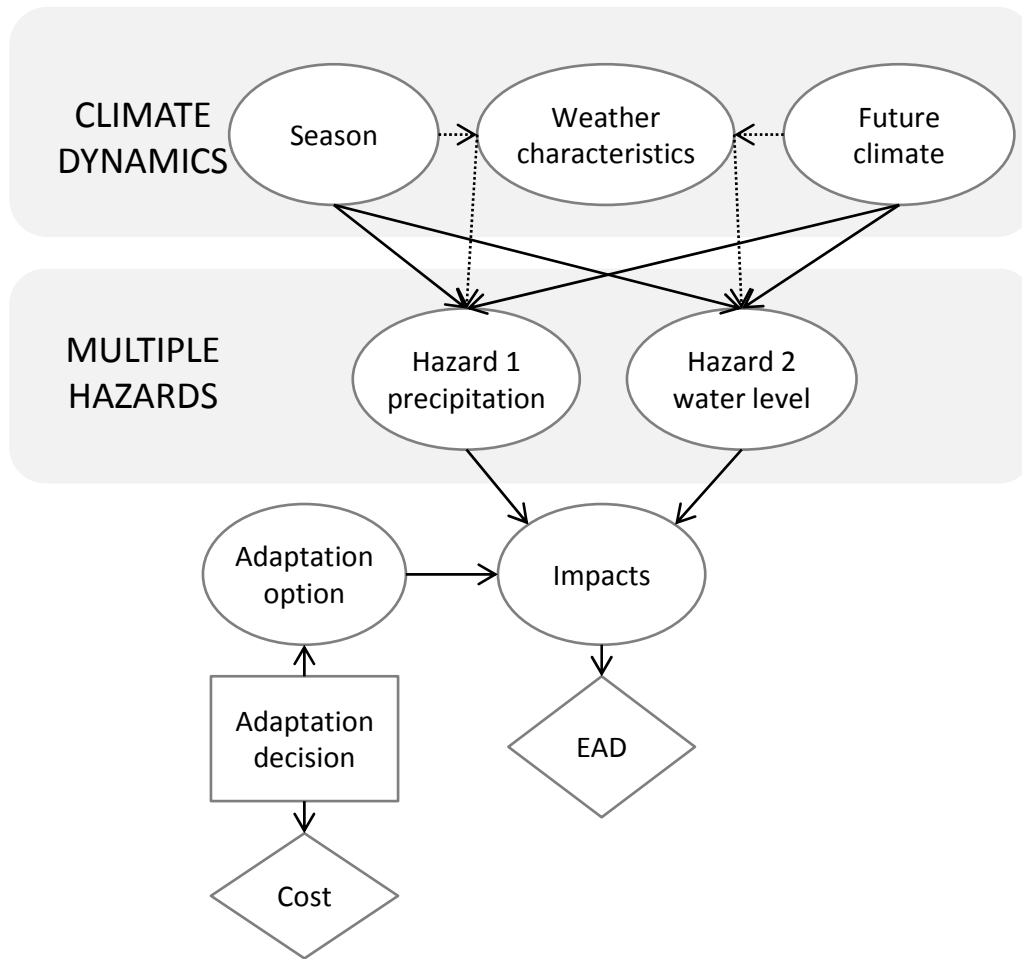 CLIMATE
DYNAMICS
Season
Weather
characteristics
Future
climate
MULTIPLE
HAZARDS
Hazard 1
precipitation
Hazard 2
water level
Adaptation
option
Impacts
Adaptation
decision
EAD
Cost